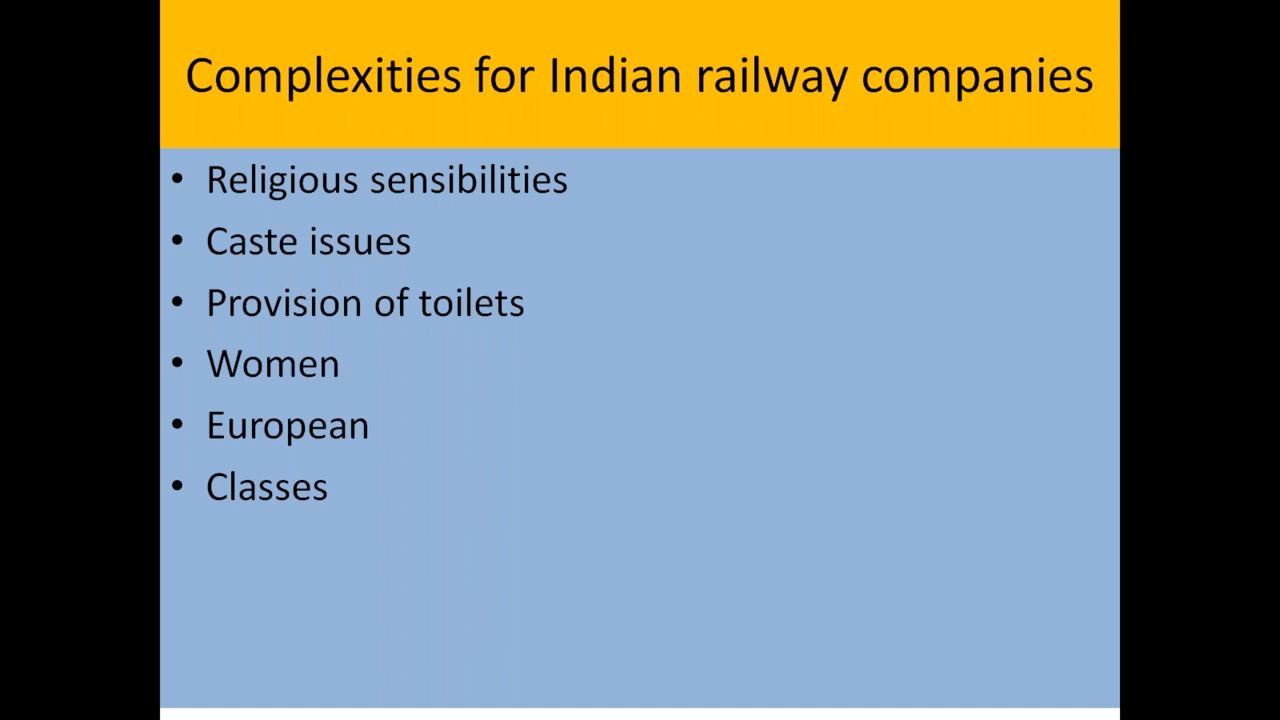 Complexities for Indian railway companies
• Religious sensibilities
• Caste issues
• Provision of toilets
• Women
• European
• Classes